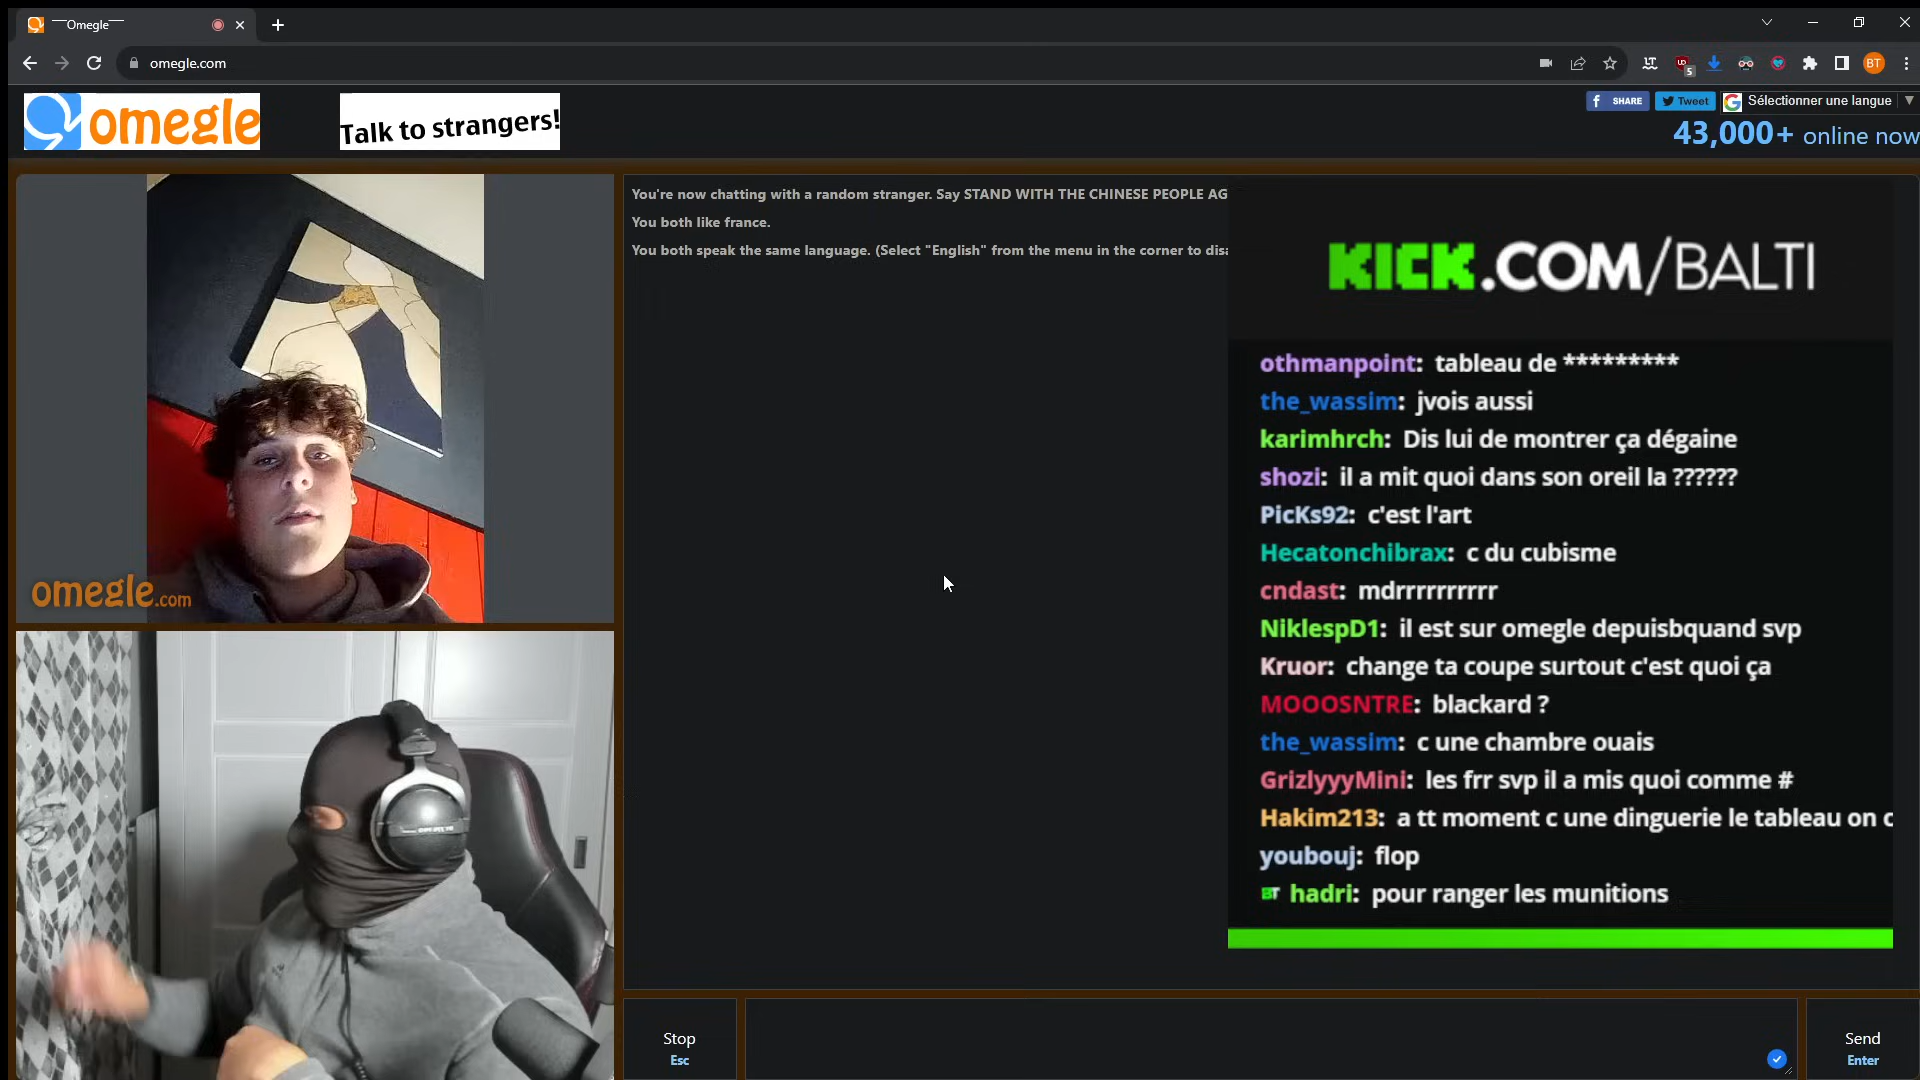 Omegle
omegle.com
5
BT
omegle
Talk to strangers!
SHARE
Tweet
Sélectionner une langue
43,000+ online now
You're now chatting with a random stranger. Say STAND WITH THE CHINESE PEOPLE AG
You both like france.
You both speak the same language. (Select "English" from the menu in the corner to disa
KICK.COM/BALTI
othmanpoint: tableau de *********
the_wassim: jvois aussi
karimhrch: Dis lui de montrer ça dégaine
shozi: il a mit quoi dans son oreil la ??????
PicKs92: c'est l'art
Hecatonchibrax: c du cubisme
cndast: mdrrrrrrrrrr
NiklespD1: il est sur omegle depuisbquand svp
Kruor: change ta coupe surtout c'est quoi ça
MOOOSNTRE: blackard ?
the_wassim: c une chambre ouais
GrizlyyyMini: les frr svp il a mis quoi comme #
Hakim213: a tt moment c une dinguerie le tableau on c
youbouj: flop
BT hadri: pour ranger les munitions
omegle.com
Stop
Esc
Send
Enter